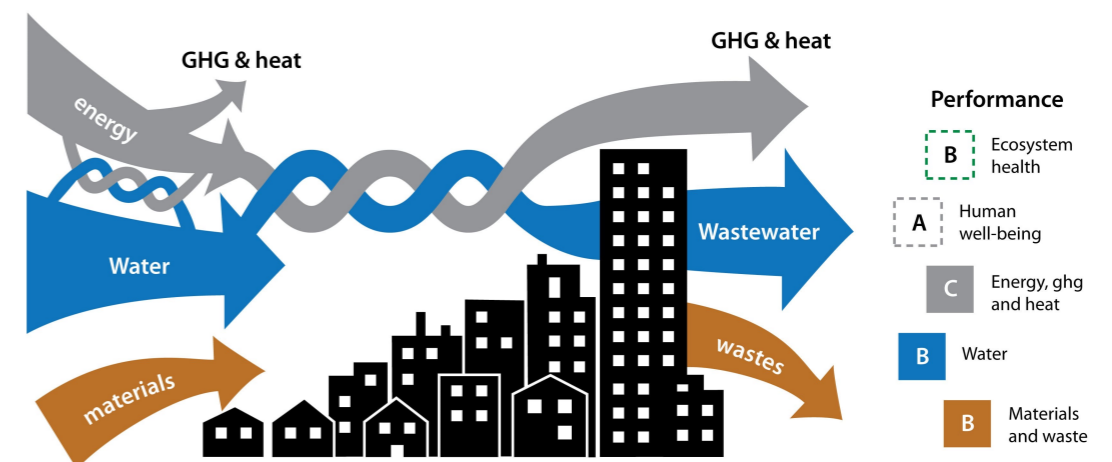 GHG & heat
energy
Water
materials
GHG & heat
Wastewater
wastes
Performance
B
Ecosystem
health
A
Human
well-being
C
Energy, ghg
and heat
B
Water
B
Materials
and waste